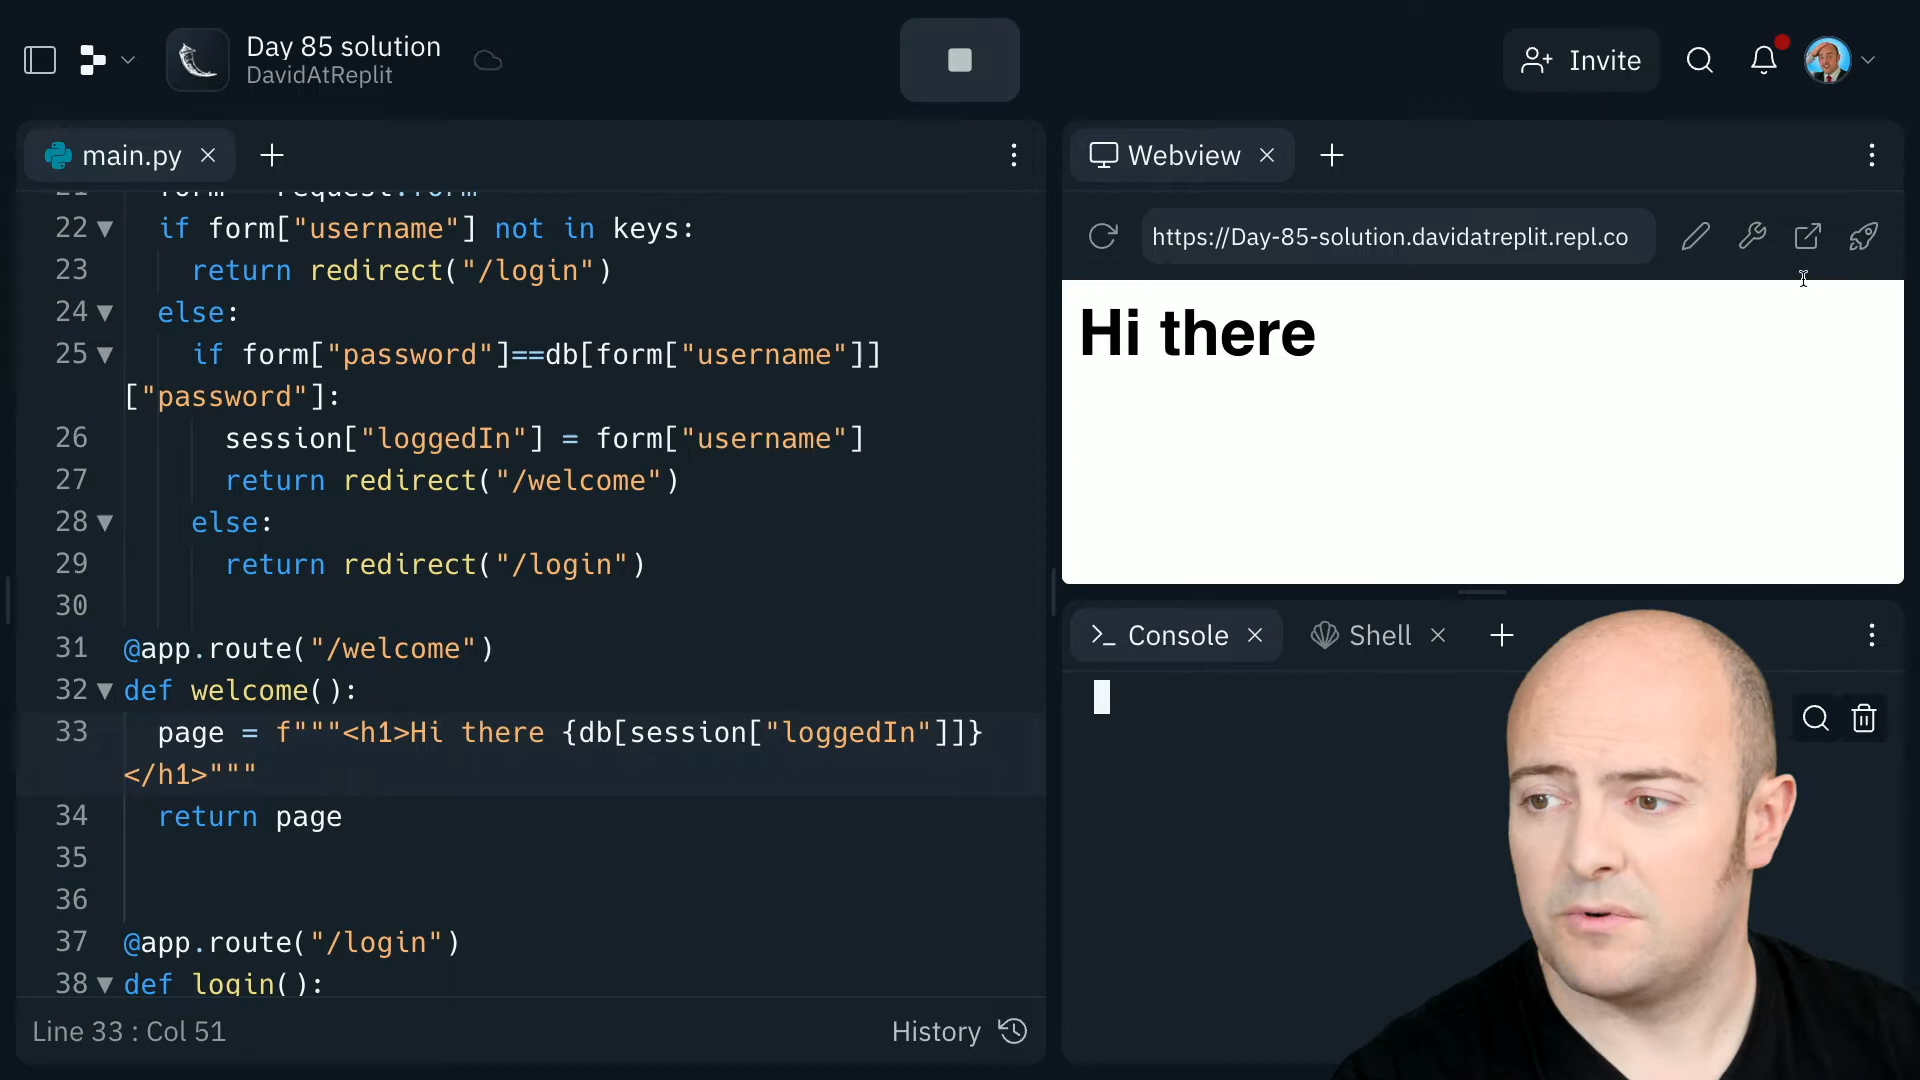 Day 85 solution
DavidAtReplit
Invite
main.py
Webview
https://Day-85-solution.davidatreplit.repl.co
21 form = request.form
22 if form["username"] not in keys:
23 return redirect("/login")
24 else:
25 if form["password"]==db[form["username"]]
["password"]:
26 session["loggedIn"] = form["username"]
27 return redirect("/welcome")
28 else:
29 return redirect("/login")
30
31 @app.route("/welcome")
32 def welcome():
33 page = f"""<h1>Hi there {db[session["loggedIn"]]}
</h1>"""
34 return page
35
36
37 @app.route("/login")
38 def login():
Line 33 : Col 51
History
Hi there
>_ Console
Shell